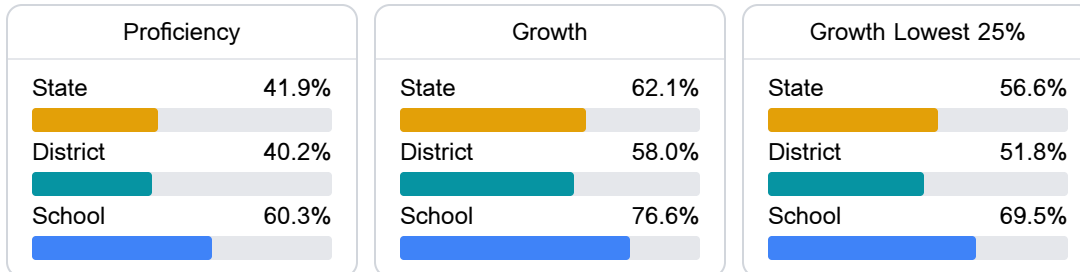 Proficiency
State 41.9%
District 40.2%
School 60.3%
Growth
State 62.1%
District 58.0%
School 76.6%
Growth Lowest 25%
State 56.6%
District 51.8%
School 69.5%